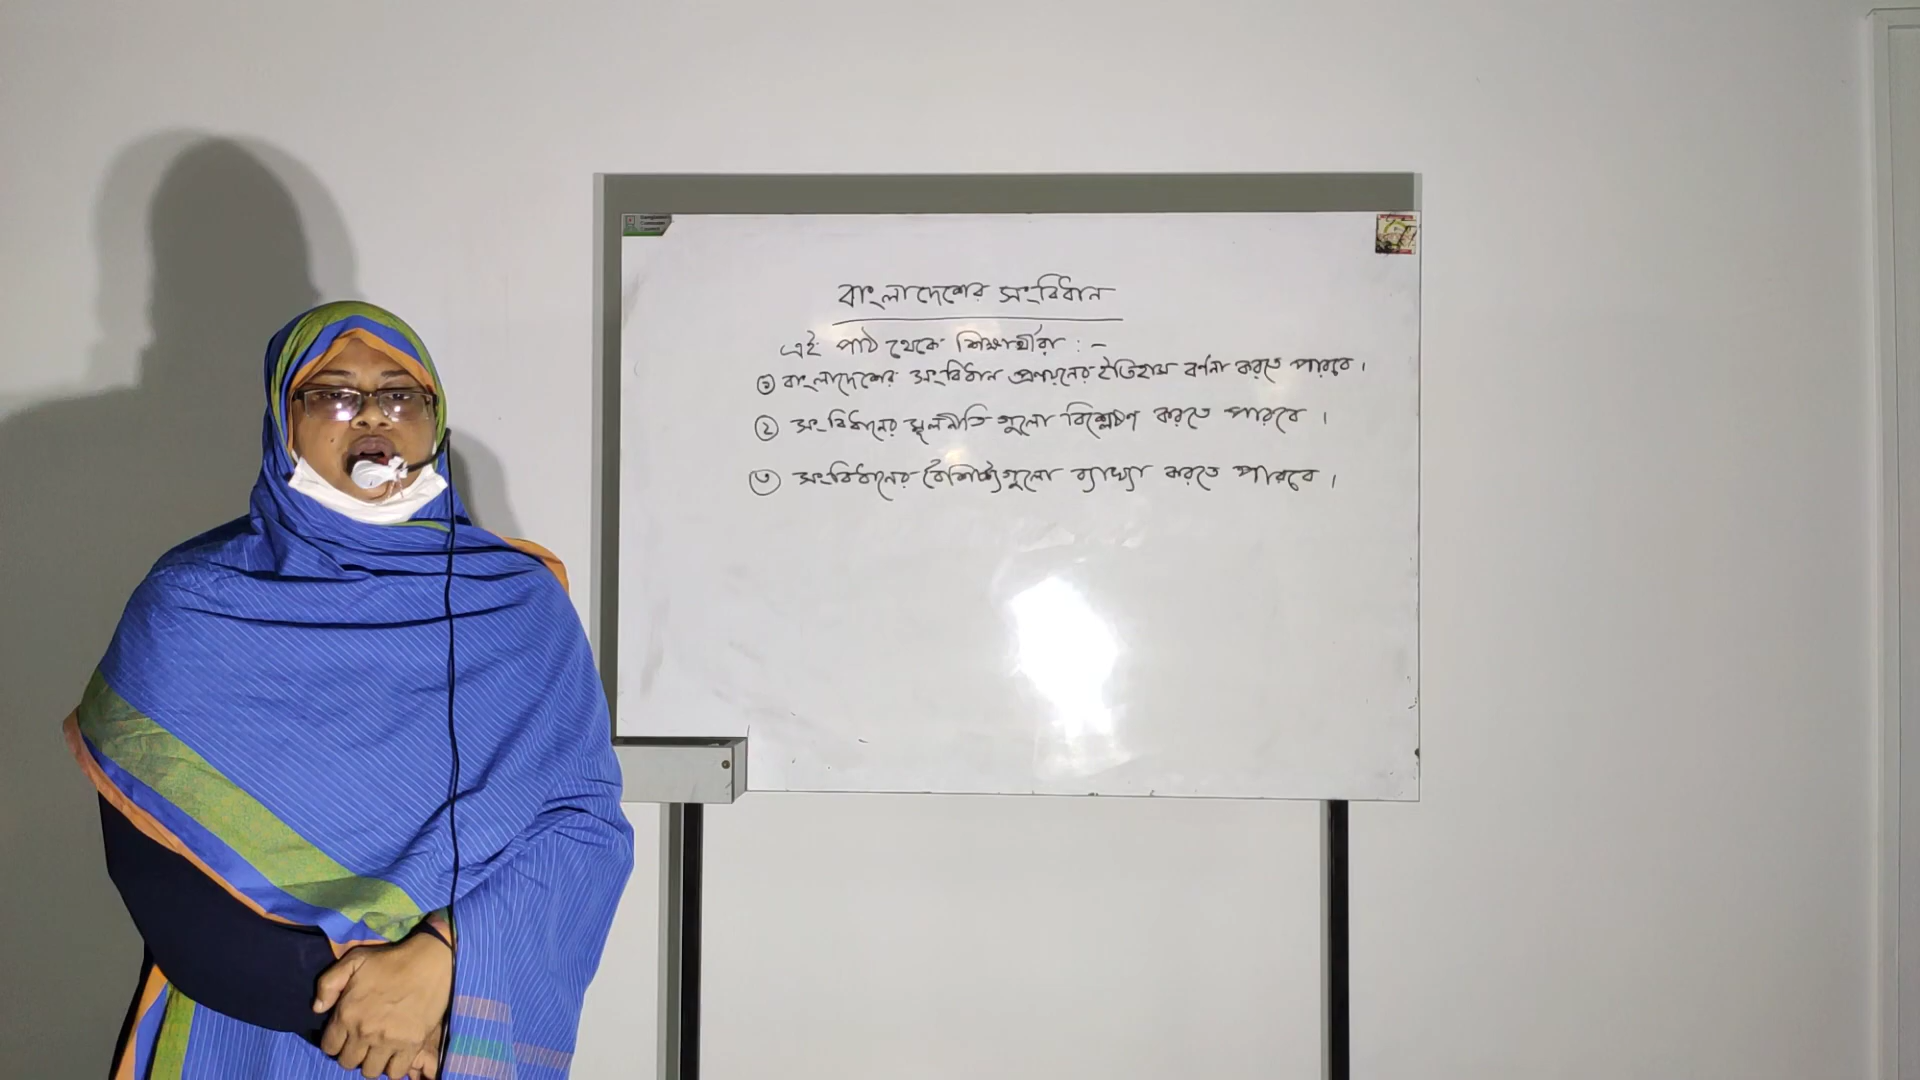 বাংলাদেশের সংবিধান
এই পাঠ থেকে শিক্ষার্থীরা :-
১ বাংলাদেশের সংবিধান প্রণয়নের ইতিহাস বর্ণনা করতে পারবে।
২ সংবিধানের মূলনীতি গুলো বিশ্লেষণ করতে পারবে।
৩ সংবিধানের বৈশিষ্ট্যগুলো ব্যাখ্যা করতে পারবে।